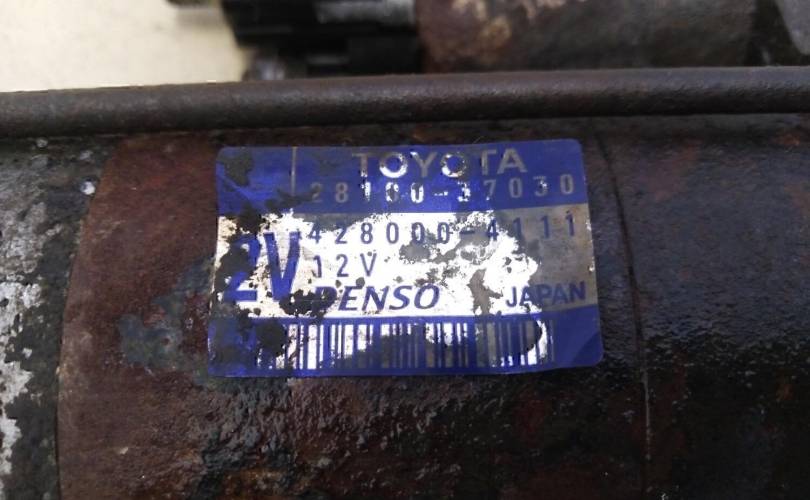 TOYOTA
28100-37030
428000-4111
2V
12V
DENSO JAPAN